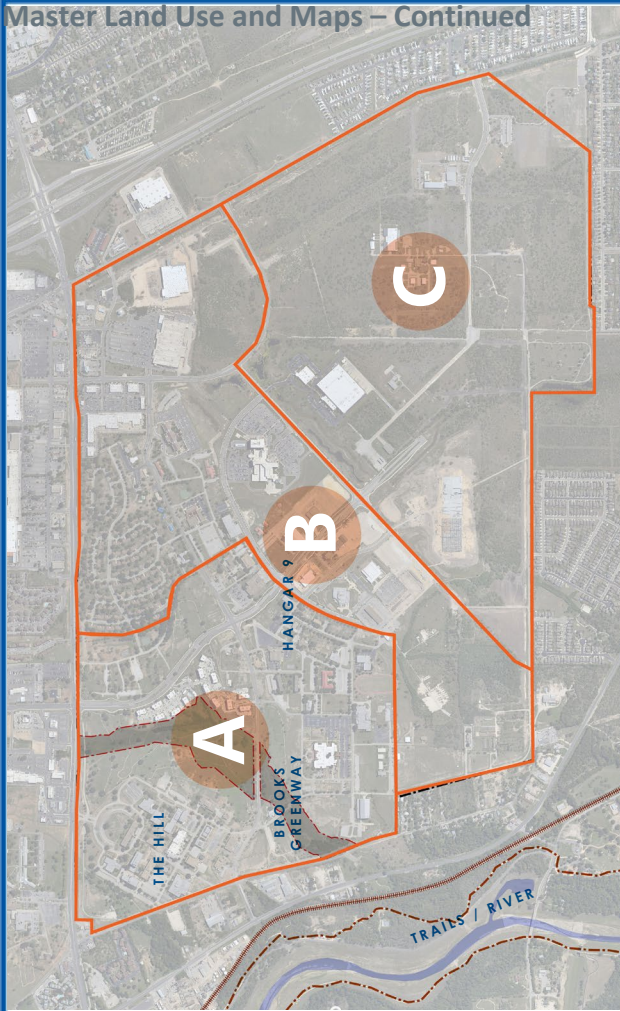 Master Land Use and Maps – Continued
C
B
HANGAR 9
A
BROOKS
GREENWAY
THE HILL
TRAILS / RIVER